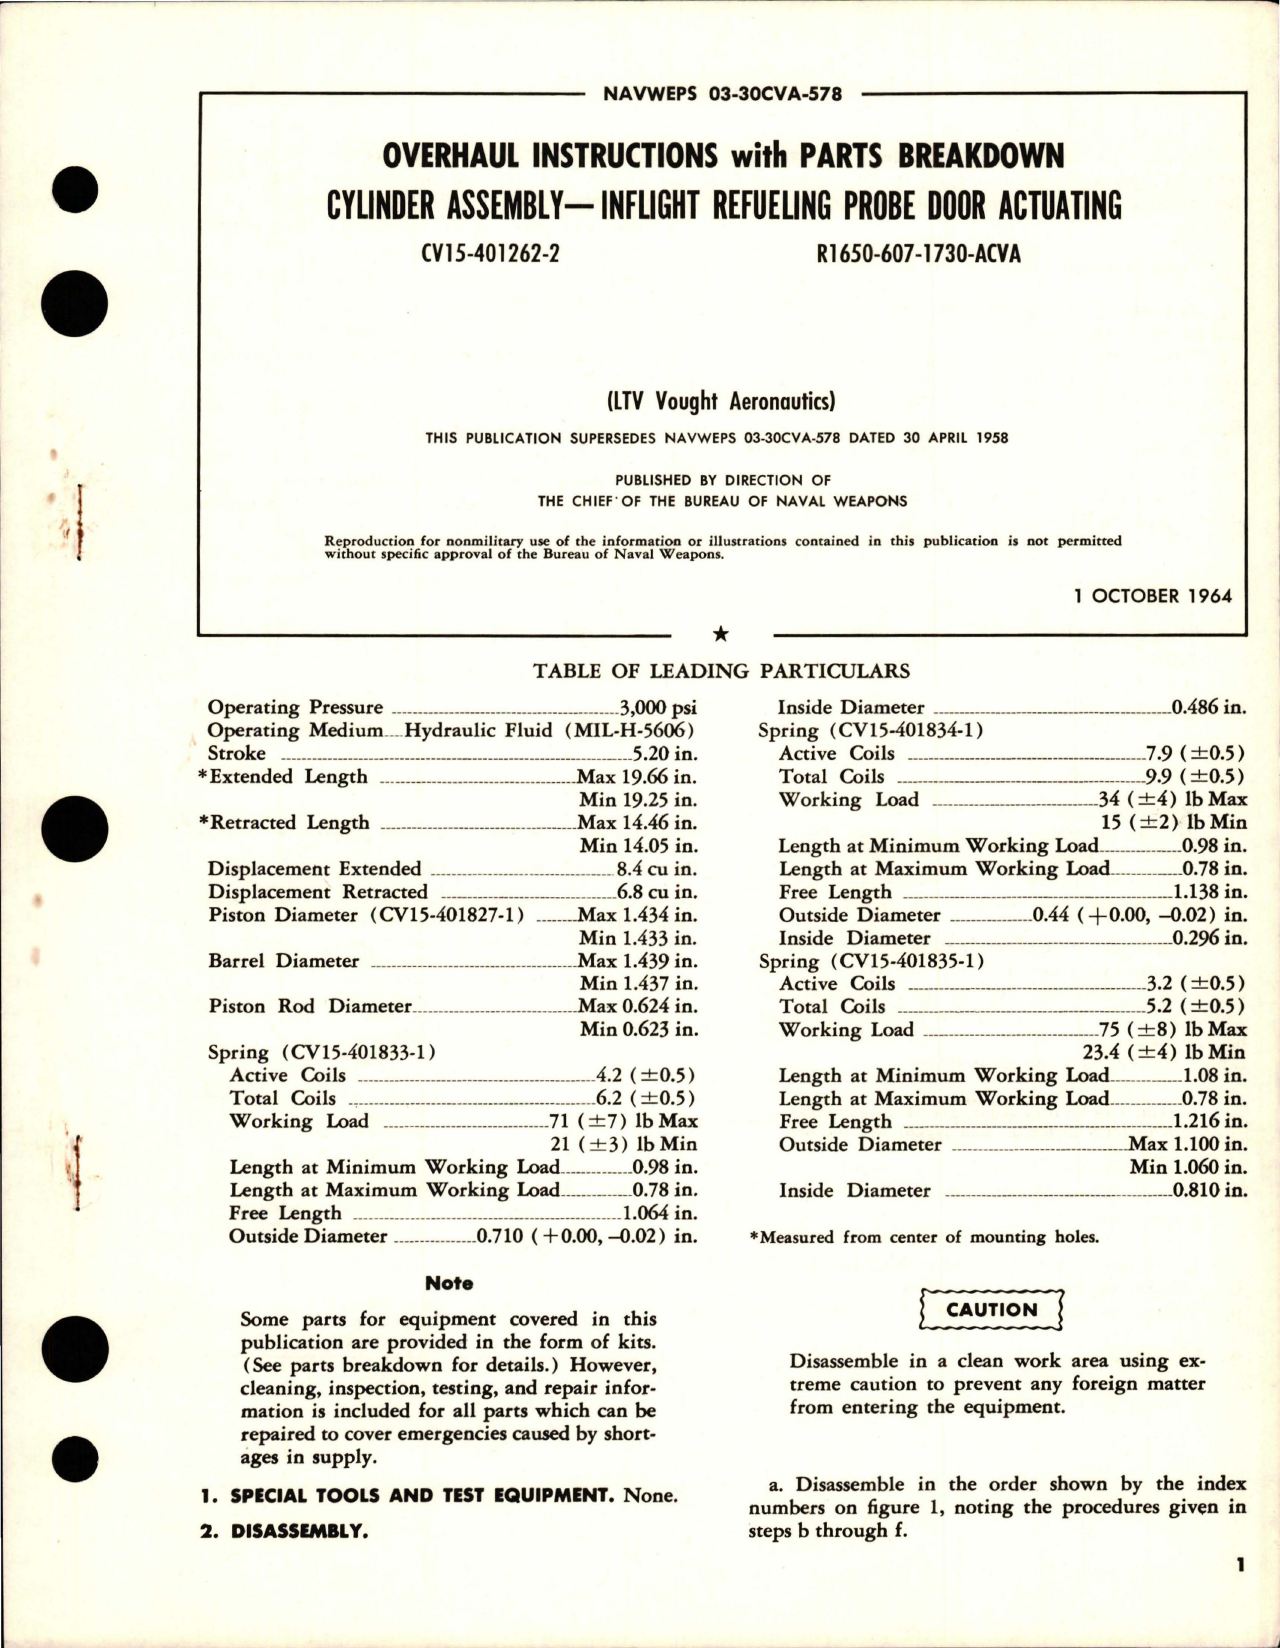 NAVWEPS 03-30CVA-578
OVERHAUL INSTRUCTIONS with PARTS BREAKDOWN
CYLINDER ASSEMBLY—INFLIGHT REFUELING PROBE DOOR ACTUATING
CV15-401262-2 R1650-607-1730-ACVA
(LTV Vought Aeronautics)
THIS PUBLICATION SUPERSEDES NAVWEPS 03-30CVA-578 DATED 30 APRIL 1958
PUBLISHED BY DIRECTION OF
THE CHIEF OF THE BUREAU OF NAVAL WEAPONS
Reproduction for nonmilitary use of the information or illustrations contained in this publication is not permitted
without specific approval of the Bureau of Naval Weapons.
1 OCTOBER 1964
TABLE OF LEADING PARTICULARS
Operating Pressure 3,000 psi
Operating Medium Hydraulic Fluid (MIL-H-5606)
Stroke 5.20 in.
*Extended Length Max 19.66 in.
Min 19.25 in.
*Retracted Length Max 14.46 in.
Min 14.05 in.
Displacement Extended 8.4 cu in.
Displacement Retracted 6.8 cu in.
Piston Diameter (CV15-401827-1) Max 1.434 in.
Min 1.433 in.
Barrel Diameter Max 1.439 in.
Min 1.437 in.
Piston Rod Diameter Max 0.624 in.
Min 0.623 in.
Spring (CV15-401833-1)
Active Coils 4.2 (±0.5)
Total Coils 6.2 (±0.5)
Working Load 71 (±7) lb Max
21 (±3) lb Min
Length at Minimum Working Load 0.98 in.
Length at Maximum Working Load 0.78 in.
Free Length 1.064 in.
Outside Diameter 0.710 (+0.00, –0.02) in.
Note
Some parts for equipment covered in this
publication are provided in the form of kits.
(See parts breakdown for details.) However,
cleaning, inspection, testing, and repair infor-
mation is included for all parts which can be
repaired to cover emergencies caused by short-
ages in supply.
1. SPECIAL TOOLS AND TEST EQUIPMENT. None.
2. DISASSEMBLY.
Inside Diameter 0.486 in.
Spring (CV15-401834-1)
Active Coils 7.9 (±0.5)
Total Coils 9.9 (±0.5)
Working Load 34 (±4) lb Max
15 (±2) lb Min
Length at Minimum Working Load 0.98 in.
Length at Maximum Working Load 0.78 in.
Free Length 1.138 in.
Outside Diameter 0.44 (+0.00, –0.02) in.
Inside Diameter 0.296 in.
Spring (CV15-401835-1)
Active Coils 3.2 (±0.5)
Total Coils 5.2 (±0.5)
Working Load 75 (±8) lb Max
23.4 (±4) lb Min
Length at Minimum Working Load 1.08 in.
Length at Maximum Working Load 0.78 in.
Free Length 1.216 in.
Outside Diameter Max 1.100 in.
Min 1.060 in.
Inside Diameter 0.810 in.
*Measured from center of mounting holes.
CAUTION
Disassemble in a clean work area using ex-
treme caution to prevent any foreign matter
from entering the equipment.
a. Disassemble in the order shown by the index
numbers on figure 1, noting the procedures given in
steps b through f.
1